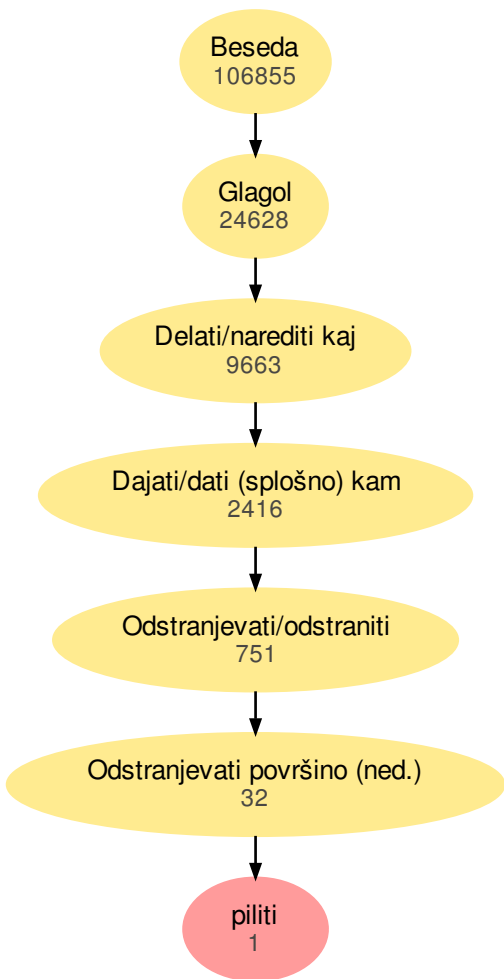 Beseda
106855
Glagol
24628
Delati/narediti kaj
9663
Dajati/dati (splošno) kam
2416
Odstranjevati/odstraniti
751
Odstranjevati površino (ned.)
32
piliti
1